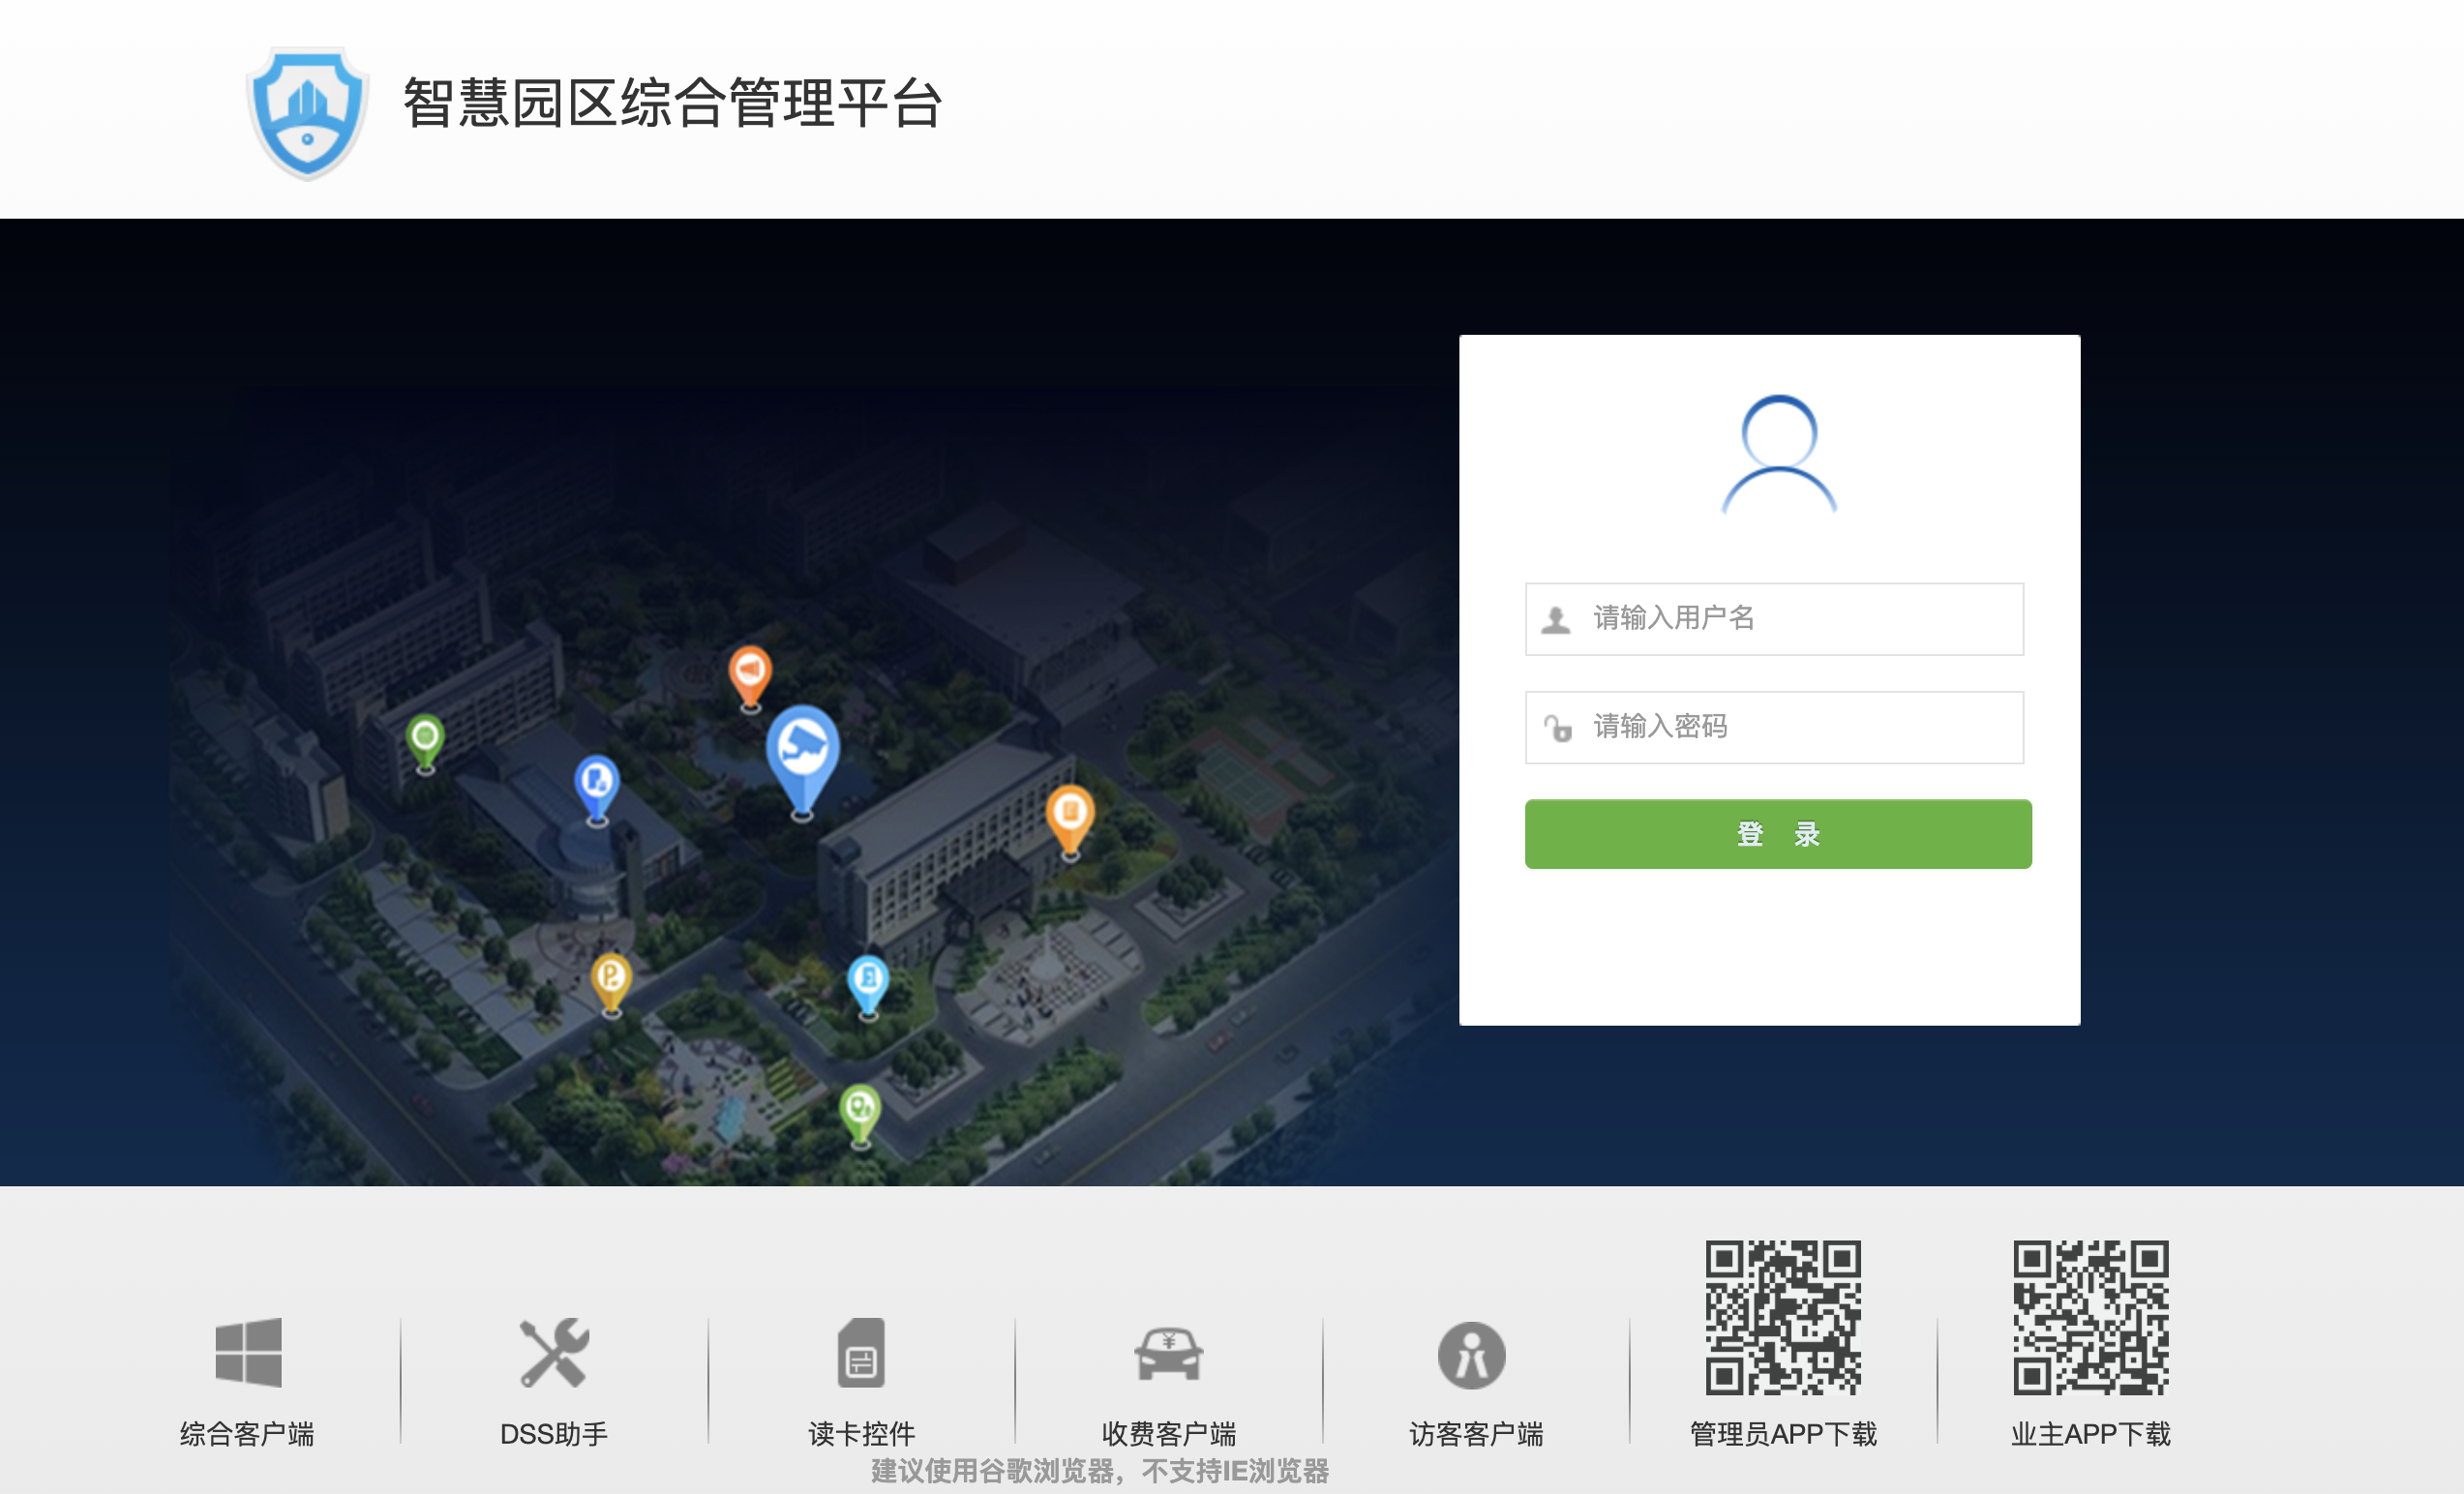 智慧园区综合管理平台
请输入用户名
请输入密码
登 录
综合客户端
DSS助手
读卡控件
收费客户端
访客客户端
管理员APP下载
业主APP下载
建议使用谷歌浏览器，不支持IE浏览器